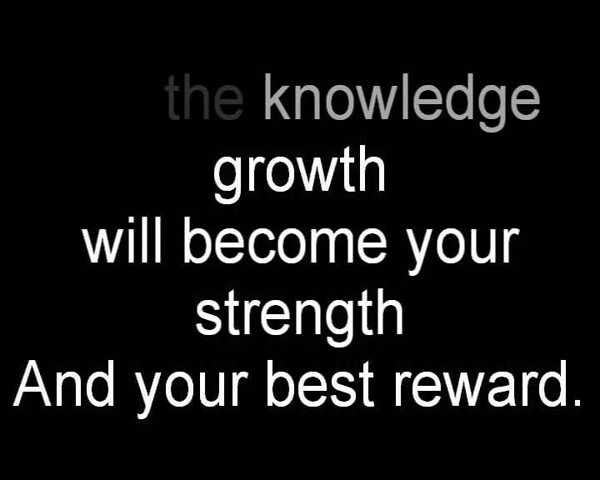 the knowledge
growth
will become your
strength
And your best reward.